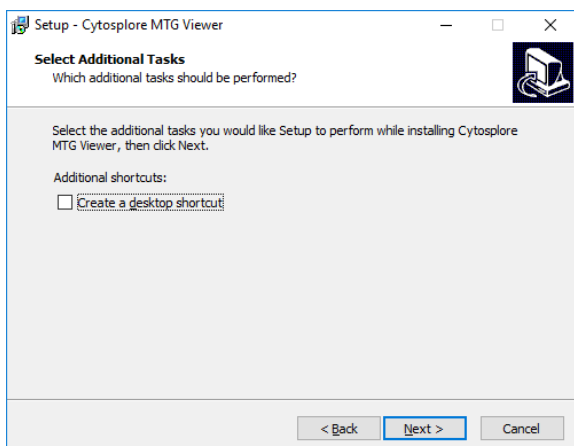 Setup - Cytosplore MTG Viewer
Select Additional Tasks
Which additional tasks should be performed?
Select the additional tasks you would like Setup to perform while installing Cytosplore
MTG Viewer, then click Next.
Additional shortcuts:
Create a desktop shortcut
< Back Next > Cancel